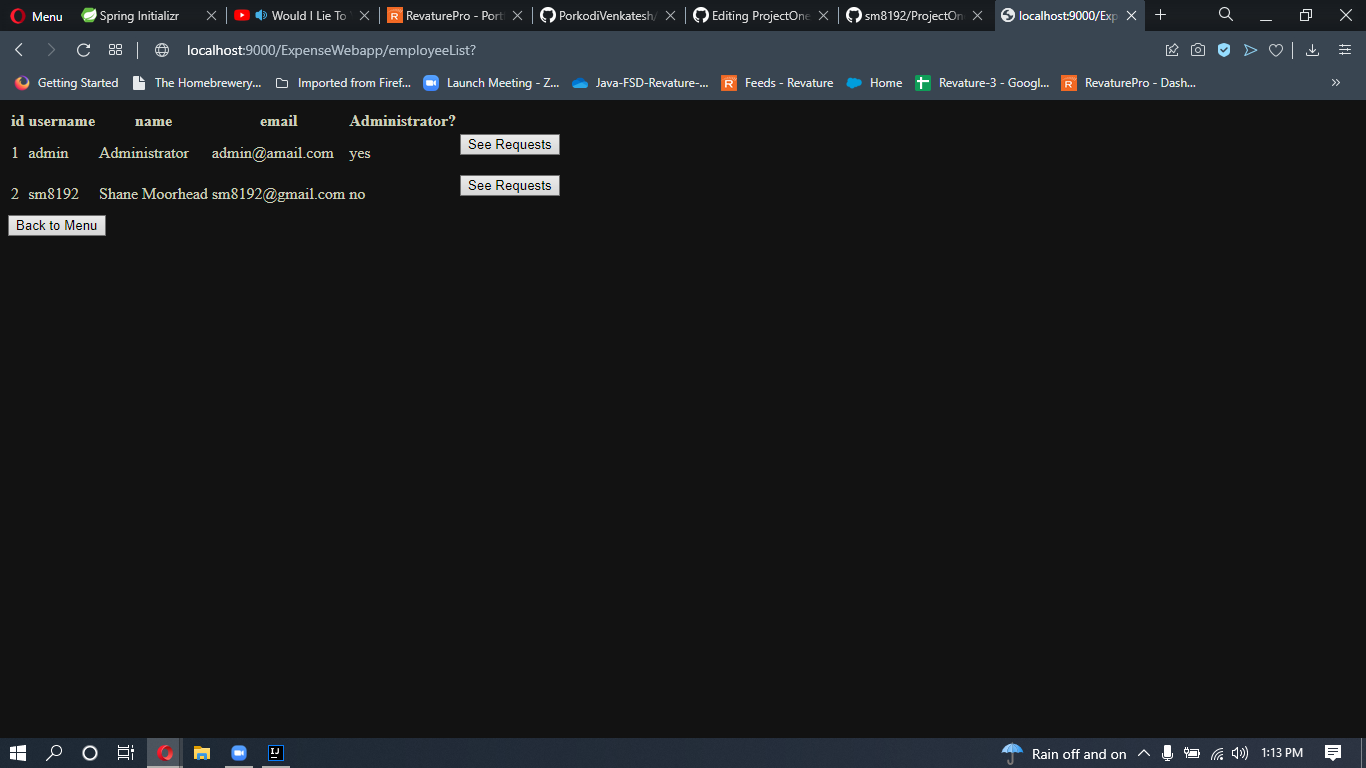 Menu Spring Initializr Would I Lie To RevaturePro - Port PorkodiVenkatesh/ Editing ProjectOne sm8192/ProjectOn localhost:9000/Exp
localhost:9000/ExpenseWebapp/employeeList?
Getting Started The Homebrewery... Imported from Firef... Launch Meeting - Z... Java-FSD-Revature-... R Feeds - Revature Home Revature-3 - Googl... R RevaturePro - Dash... »
id username name email Administrator?
1 admin Administrator admin@amail.com yes See Requests
2 sm8192 Shane Moorhead sm8192@gmail.com no See Requests
Back to Menu
IJ Rain off and on 1:13 PM